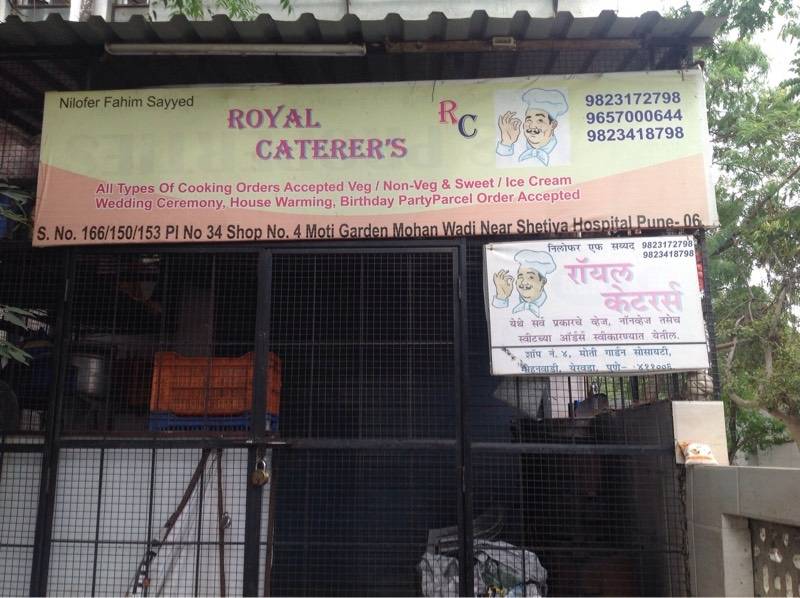 Nilofer Fahim Sayyed
ROYAL
CATERER'S
RC
9823172798
9657000644
9823418798
All Types Of Cooking Orders Accepted Veg / Non-Veg & Sweet / Ice Cream
Wedding Ceremony, House Warming, Birthday PartyParcel Order Accepted
S. No. 166/150/153 Pl No 34 Shop No. 4 Moti Garden Mohan Wadi Near Shetiya Hospital Pune- 06.
निलोफर एफ सय्यद 9823172798
9823418798
रॉयल
केटरर्स
येथे सर्व प्रकारचे व्हेज, नॉनव्हेज तसेच
स्वीटच्या ऑर्डर्स स्वीकारण्यात येतील.
शॉप नं. ४, मोती गार्डन सोसायटी,
मोहनवाडी, येरवडा, पुणे- ४११००६